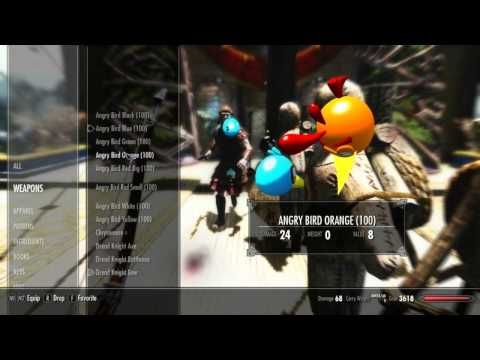 ALL
WEAPONS
APPAREL
POTIONS
INGREDIENTS
BOOKS
KEYS
Angry Bird Black (100)
Angry Bird Blue (100)
Angry Bird Green (100)
Angry Bird Orange (100)
Angry Bird Red Big (100)
Angry Bird Red Small (100)
Angry Bird White (100)
Angry Bird Yellow (100)
Chrysamere
Dread Knight Axe
Dread Knight Battleaxe
Dread Knight Bow
ANGRY BIRD ORANGE (100)
DAMAGE 24 WEIGHT 0 VALUE 8
Equip R Drop F Favorite
Damage 68 Carry Weight Gold 3618